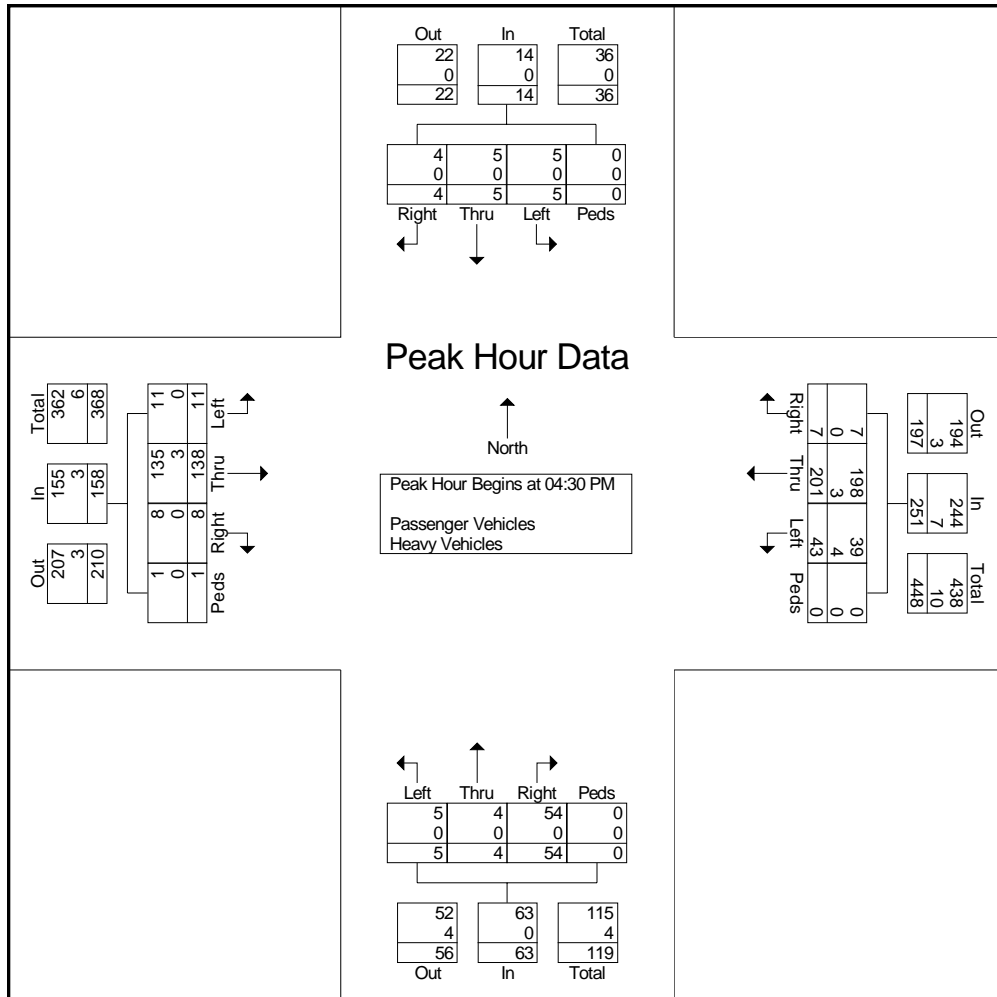 Out In Total
22 14 36
0 0 0
22 14 36
4 5 5 0
0 0 0 0
4 5 5 0
Right Thru Left Peds
Peak Hour Data
North
Peak Hour Begins at 04:30 PM
Passenger Vehicles
Heavy Vehicles
Left Thru Right Peds
11 138 8 1
0 3 0 0
11 135 8 1
Out In Total
210 158 368
3 3 6
207 155 362
Out In Total
194 244 438
3 7 10
197 251 448
7 198 39 0
0 3 4 0
7 201 43 0
Right Thru Left Peds
Left Thru Right Peds
5 4 54 0
0 0 0 0
5 4 54 0
52 63 115
4 0 4
56 63 119
Out In Total